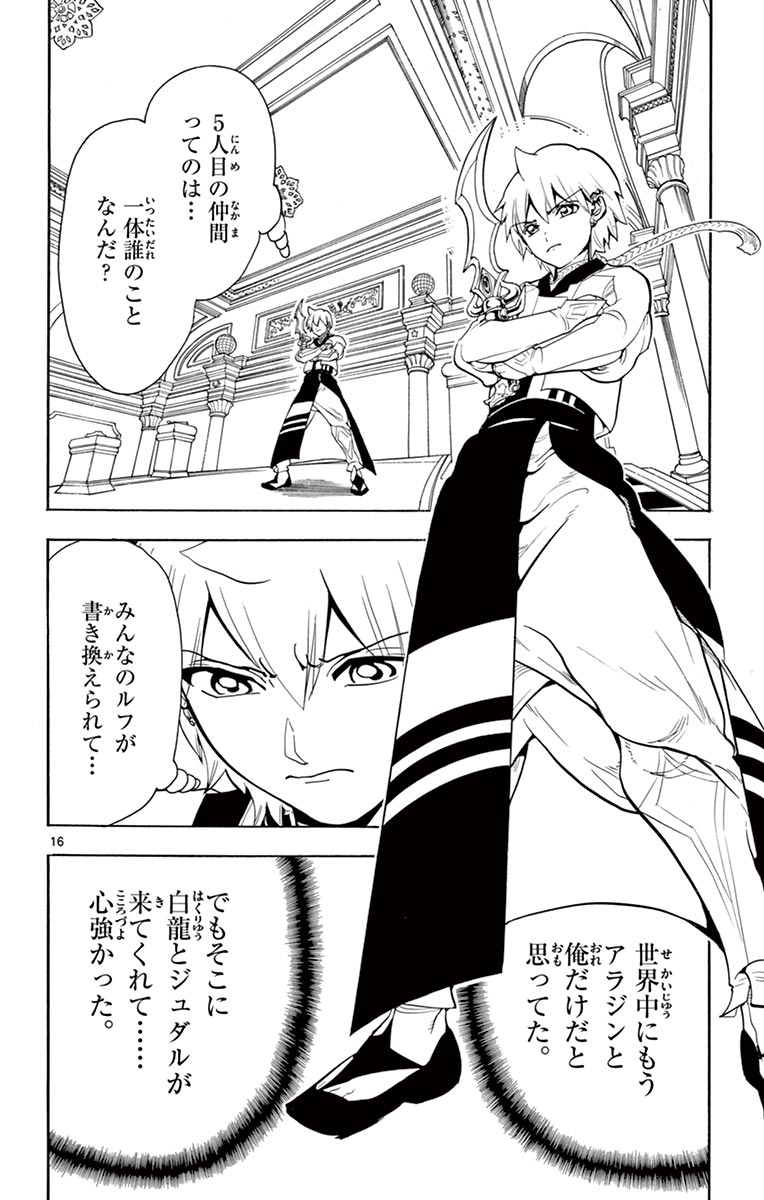 5人目の仲間
ってのは…
一体誰のこと
なんだ？
みんなのルフが
書き換えられて…
16
世界中にもう
アラジンと
俺だけだと
思ってた。
でもそこに
白龍とジュダルが
来てくれて……
心強かった。